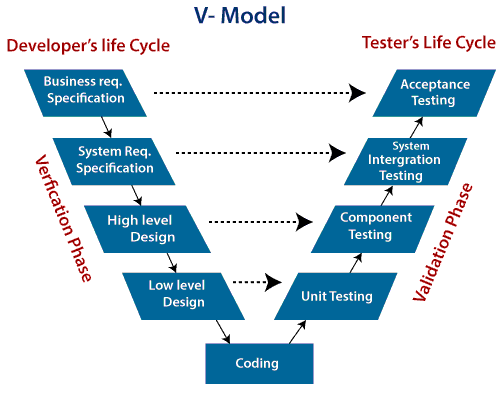 V- Model
Developer's life Cycle
Tester's Life Cycle
Business req.
Specification
Acceptance
Testing
System Req.
Specification
System
Intergration
Testing
High level
Design
Component
Testing
Low level
Design
Unit Testing
Coding
Verfication Phase
Validation Phase